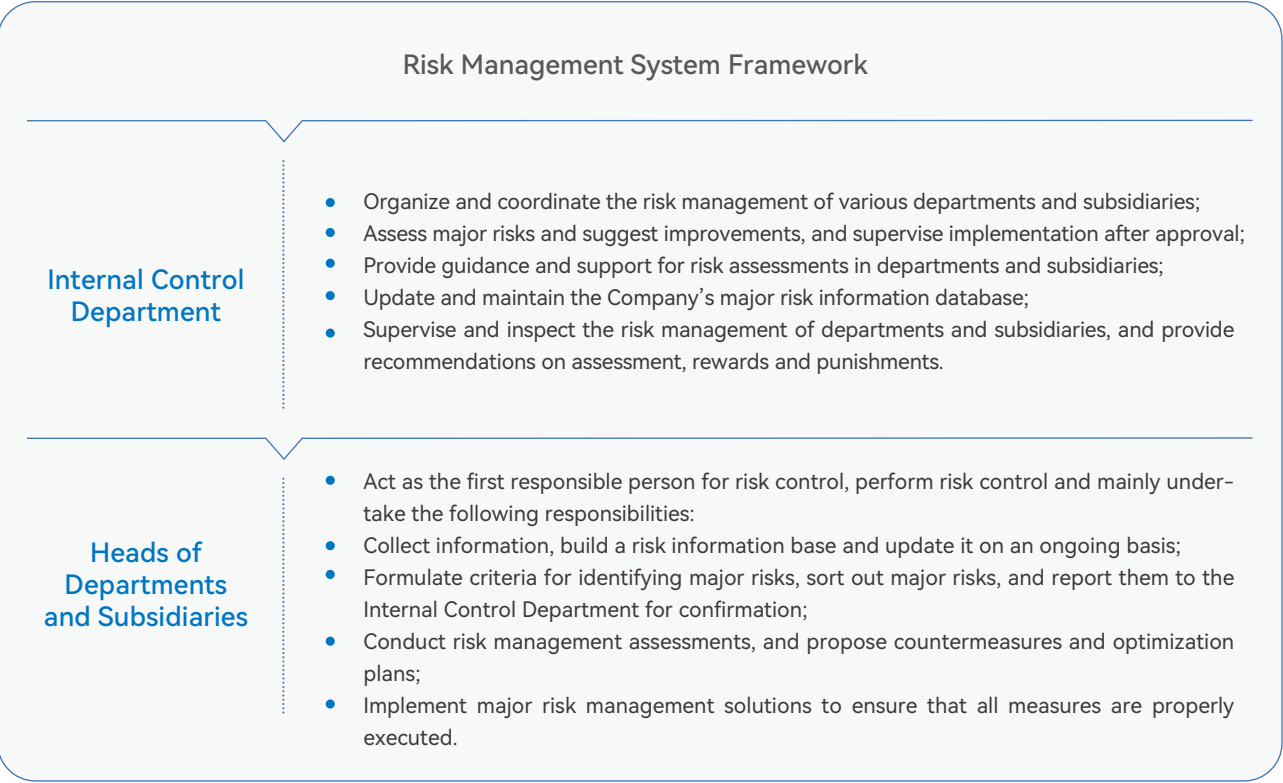 Risk Management System Framework
Internal Control
Department
• Organize and coordinate the risk management of various departments and subsidiaries;
• Assess major risks and suggest improvements, and supervise implementation after approval;
• Provide guidance and support for risk assessments in departments and subsidiaries;
• Update and maintain the Company's major risk information database;
• Supervise and inspect the risk management of departments and subsidiaries, and provide
recommendations on assessment, rewards and punishments.
Heads of
Departments
and Subsidiaries
• Act as the first responsible person for risk control, perform risk control and mainly under-
take the following responsibilities:
• Collect information, build a risk information base and update it on an ongoing basis;
• Formulate criteria for identifying major risks, sort out major risks, and report them to the
Internal Control Department for confirmation;
• Conduct risk management assessments, and propose countermeasures and optimization
plans;
• Implement major risk management solutions to ensure that all measures are properly
executed.